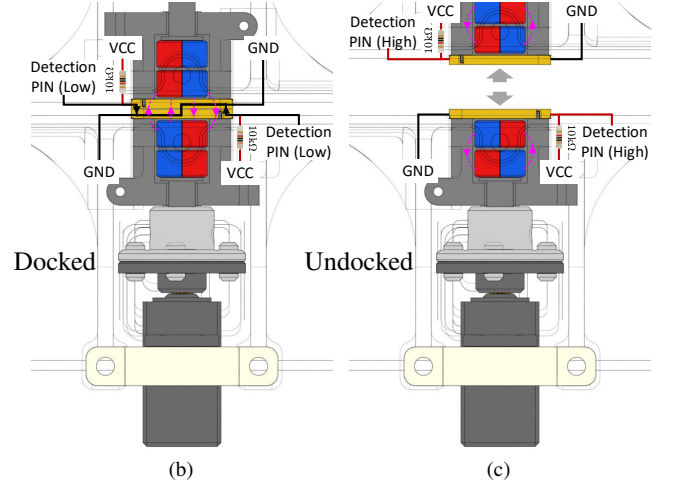 VCC
GND
Detection
PIN (Low)
10kΩ
GND
VCC
10kΩ
Detection
PIN (Low)
Docked
(b)
VCC
GND
Detection
PIN (High)
10kΩ
GND
VCC
10kΩ
Detection
PIN (High)
Undocked
(c)